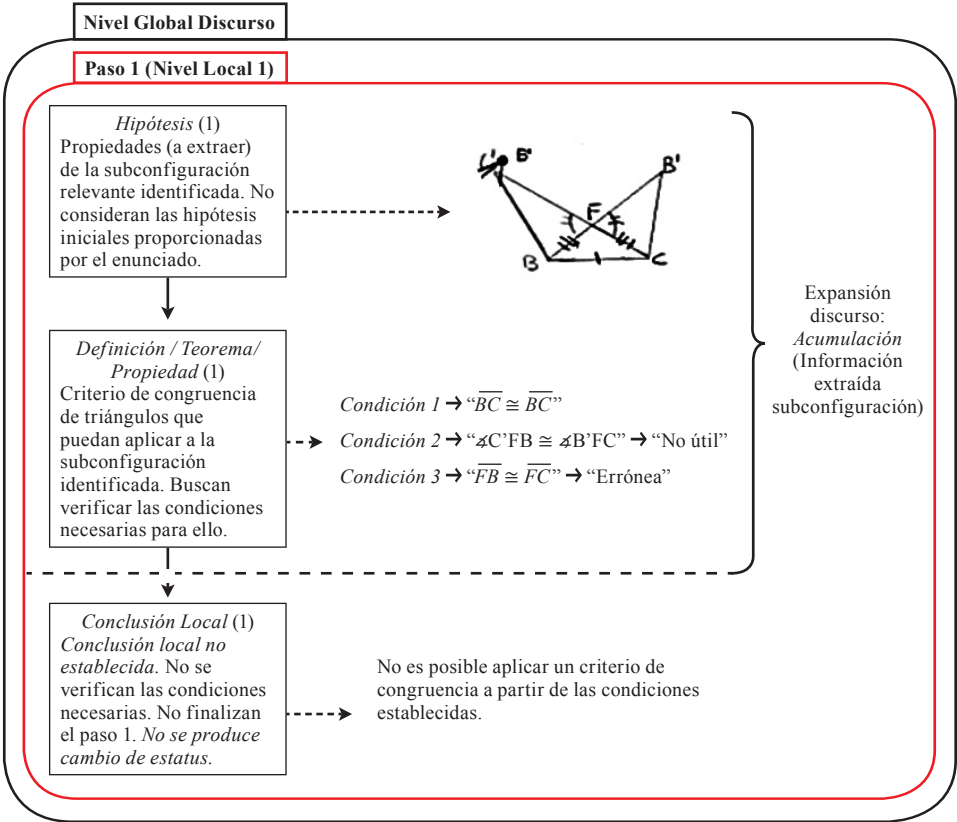 Nivel Global Discurso
Paso 1 (Nivel Local 1)
Hipótesis (1)
Propiedades (a extraer)
de la subconfiguración
relevante identificada. No
consideran las hipótesis
iniciales proporcionadas
por el enunciado.
C' B' B'
F
B C
Definición / Teorema/
Propiedad (1)
Criterio de congruencia
de triángulos que
puedan aplicar a la
subconfiguración
identificada. Buscan
verificar las condiciones
necesarias para ello.
Condición 1 → “B̅C̅ ≅ B̅C̅”
Condición 2 → “∡C’FB ≅ ∡B’FC” → “No útil”
Condición 3 → “F̅B̅ ≅ F̅C̅” → “Errónea”
Expansión
discurso:
Acumulación
(Información
extraída
subconfiguración)
Conclusión Local (1)
Conclusión local no
establecida. No se
verifican las condiciones
necesarias. No finalizan
el paso 1. No se produce
cambio de estatus.
No es posible aplicar un criterio de
congruencia a partir de las condiciones
establecidas.